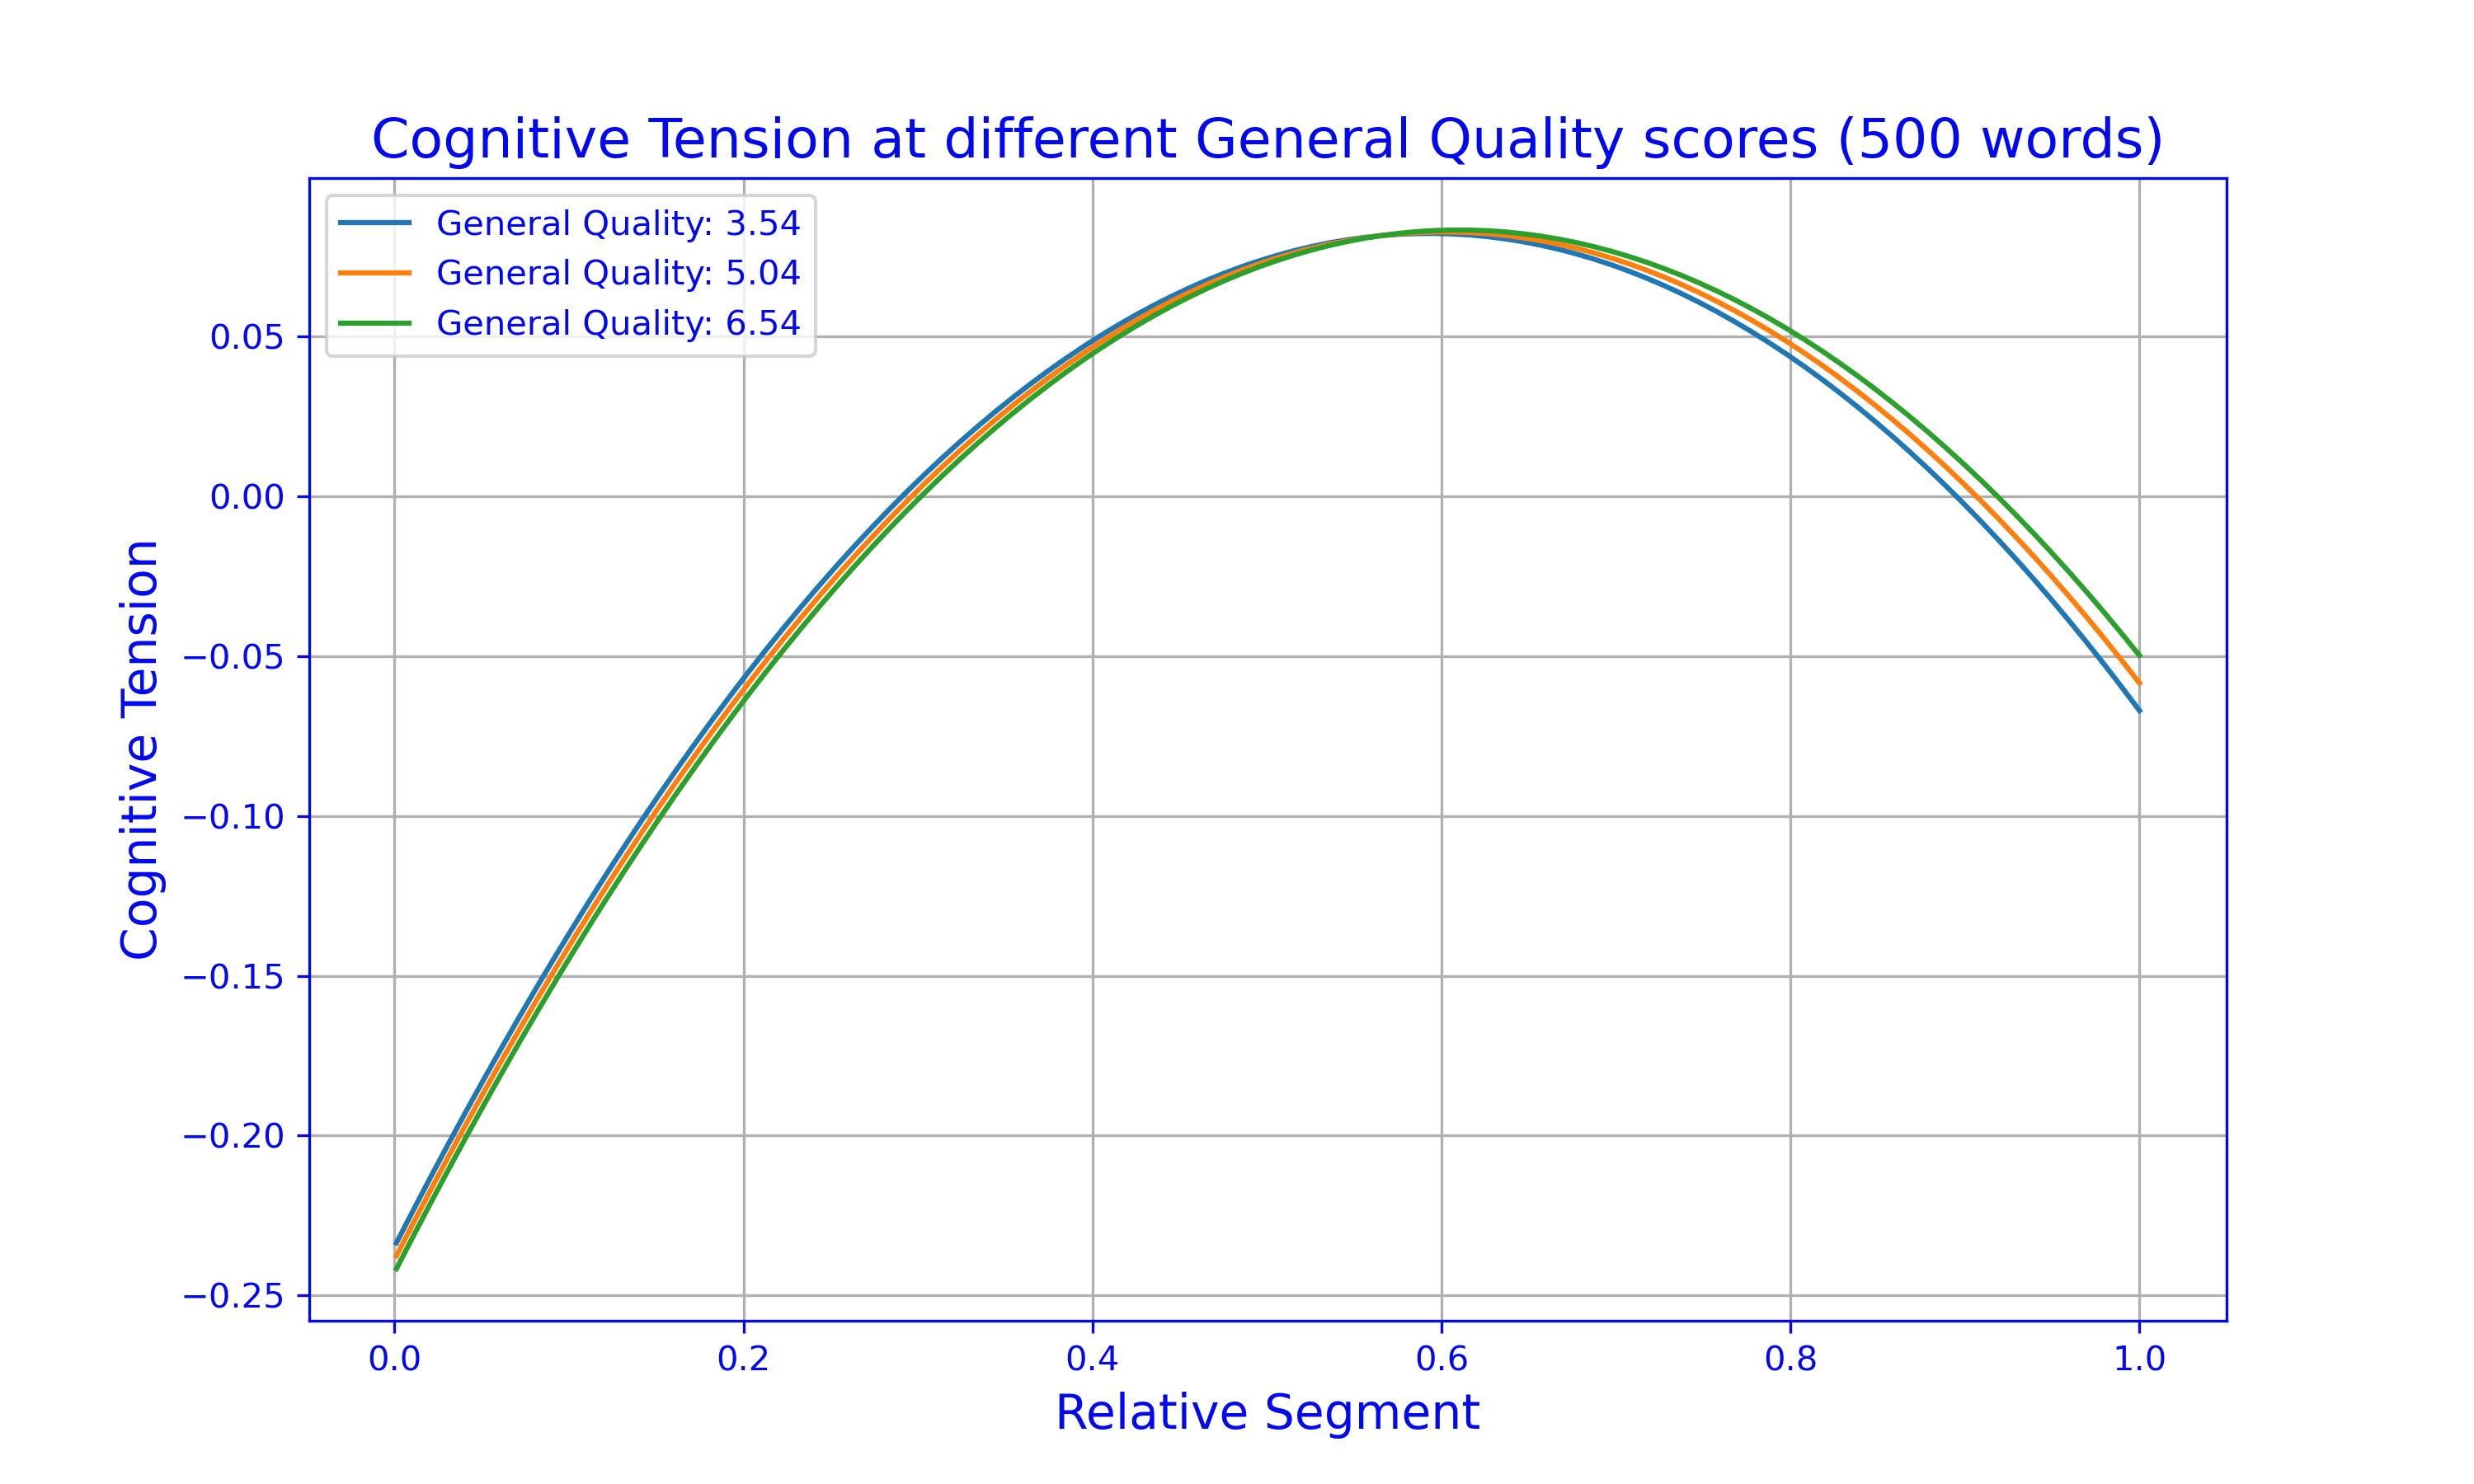 Cognitive Tension at different General Quality scores (500 words)
General Quality: 3.54
General Quality: 5.04
General Quality: 6.54
Cognitive Tension
0.05
0.00
−0.05
−0.10
−0.15
−0.20
−0.25
0.0 0.2 0.4 0.6 0.8 1.0
Relative Segment